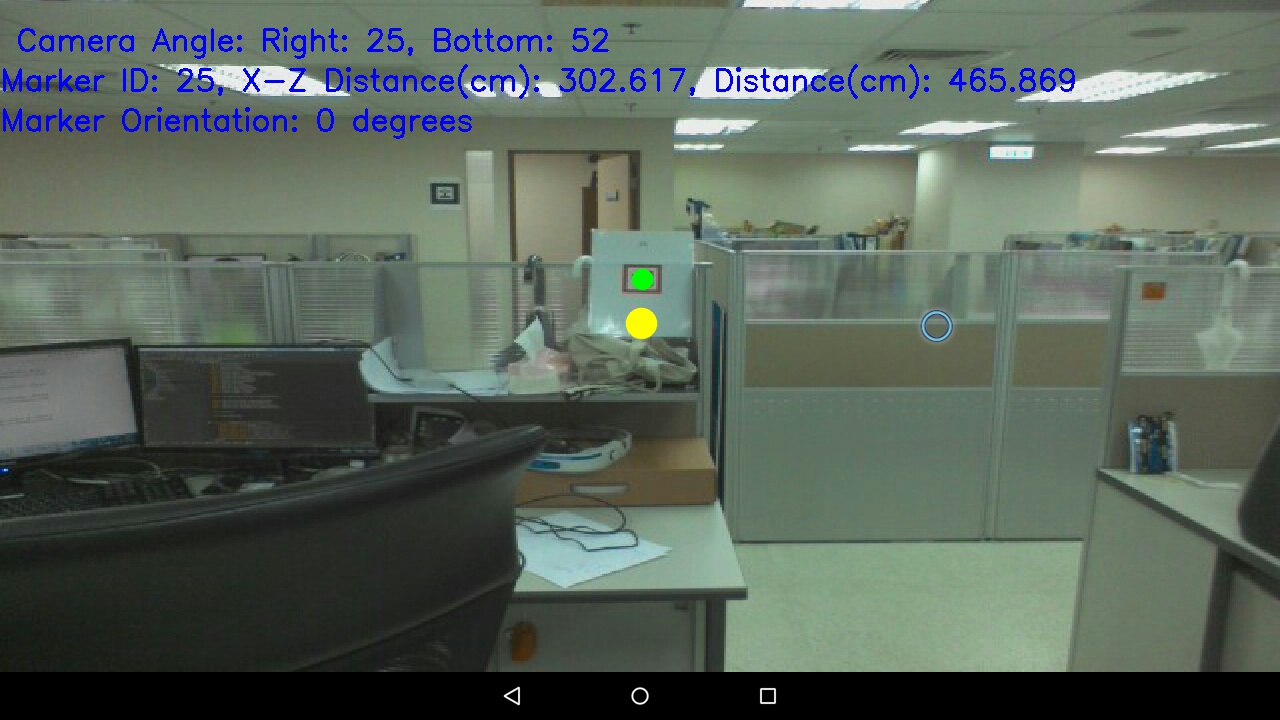 Camera Angle: Right: 25, Bottom: 52
Marker ID: 25, X-Z Distance(cm): 302.617, Distance(cm): 465.869
Marker Orientation: 0 degrees